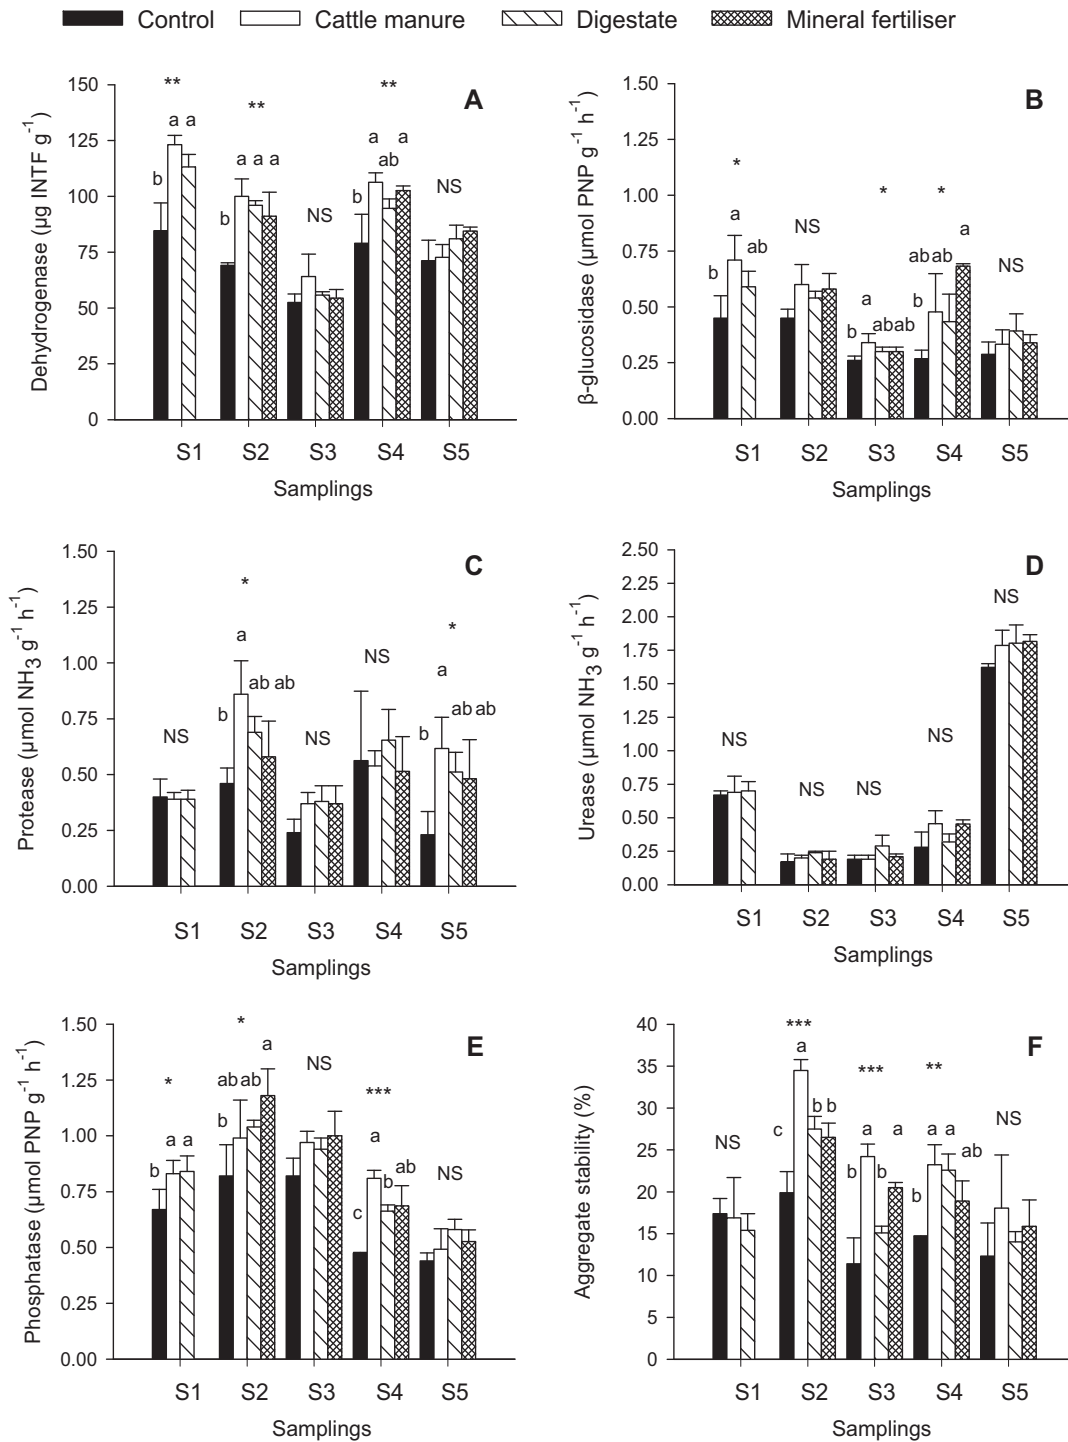 Control Cattle manure Digestate Mineral fertiliser
A
Dehydrogenase (µg INTF g-1)
150
125
100
75
50
25
0
** ** NS ** NS
b a a b a a a b a ab a
S1 S2 S3 S4 S5
Samplings
B
β-glucosidase (µmol PNP g-1 h-1)
1.50
1.25
1.00
0.75
0.50
0.25
0.00
* NS * * NS
b a ab b a ab ab b ab ab a
S1 S2 S3 S4 S5
Samplings
C
Protease (µmol NH3 g-1 h-1)
1.50
1.25
1.00
0.75
0.50
0.25
0.00
NS * NS NS *
b a ab ab b a ab ab
S1 S2 S3 S4 S5
Samplings
D
Urease (µmol NH3 g-1 h-1)
2.50
2.25
2.00
1.75
1.50
1.25
1.00
0.75
0.50
0.25
0.00
NS NS NS NS NS
S1 S2 S3 S4 S5
Samplings
E
Phosphatase (µmol PNP g-1 h-1)
1.50
1.25
1.00
0.75
0.50
0.25
0.00
* * NS *** NS
b a a b ab ab a c a b ab
S1 S2 S3 S4 S5
Samplings
F
Aggregate stability (%)
40
35
30
25
20
15
10
5
0
NS *** *** ** NS
c a b b b a b a b a a ab
S1 S2 S3 S4 S5
Samplings